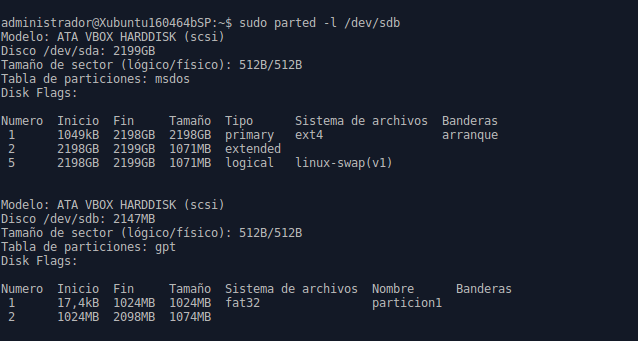 administrador@Xubuntu160464bSP:~$ sudo parted -l /dev/sdb
Modelo: ATA VBOX HARDDISK (scsi)
Disco /dev/sda: 2199GB
Tamaño de sector (lógico/físico): 512B/512B
Tabla de particiones: msdos
Disk Flags:
Numero  Inicio  Fin     Tamaño  Tipo      Sistema de archivos  Banderas
 1      1049kB  2198GB  2198GB  primary   ext4                 arranque
 2      2198GB  2199GB  1071MB  extended
 5      2198GB  2199GB  1071MB  logical   linux-swap(v1)
Modelo: ATA VBOX HARDDISK (scsi)
Disco /dev/sdb: 2147MB
Tamaño de sector (lógico/físico): 512B/512B
Tabla de particiones: gpt
Disk Flags:
Numero  Inicio  Fin     Tamaño  Sistema de archivos  Nombre      Banderas
 1      17,4kB  1024MB  1024MB  fat32                particion1
 2      1024MB  2098MB  1074MB